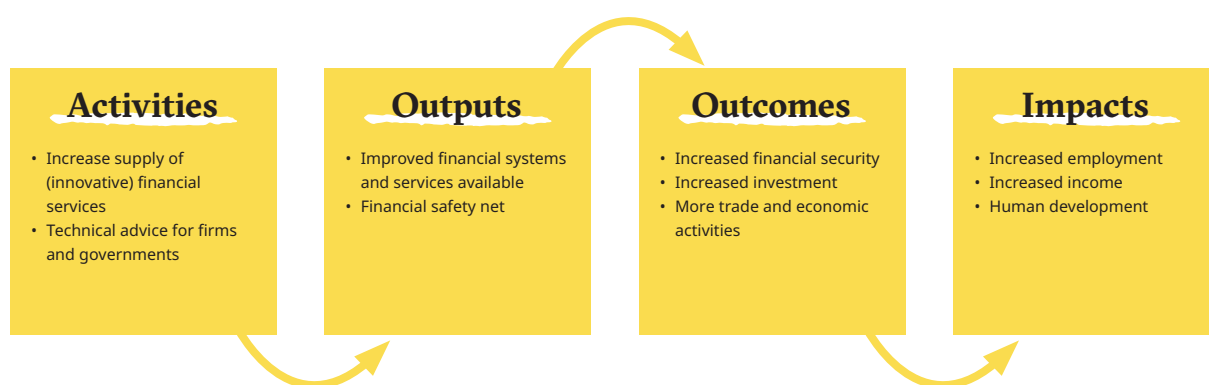 Activities
• Increase supply of
(innovative) financial
services
• Technical advice for firms
and governments
Outputs
• Improved financial systems
and services available
• Financial safety net
Outcomes
• Increased financial security
• Increased investment
• More trade and economic
activities
Impacts
• Increased employment
• Increased income
• Human development